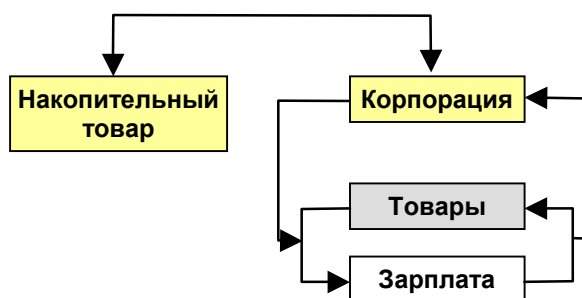 Накопительный
товар
Корпорация
Товары
Зарплата